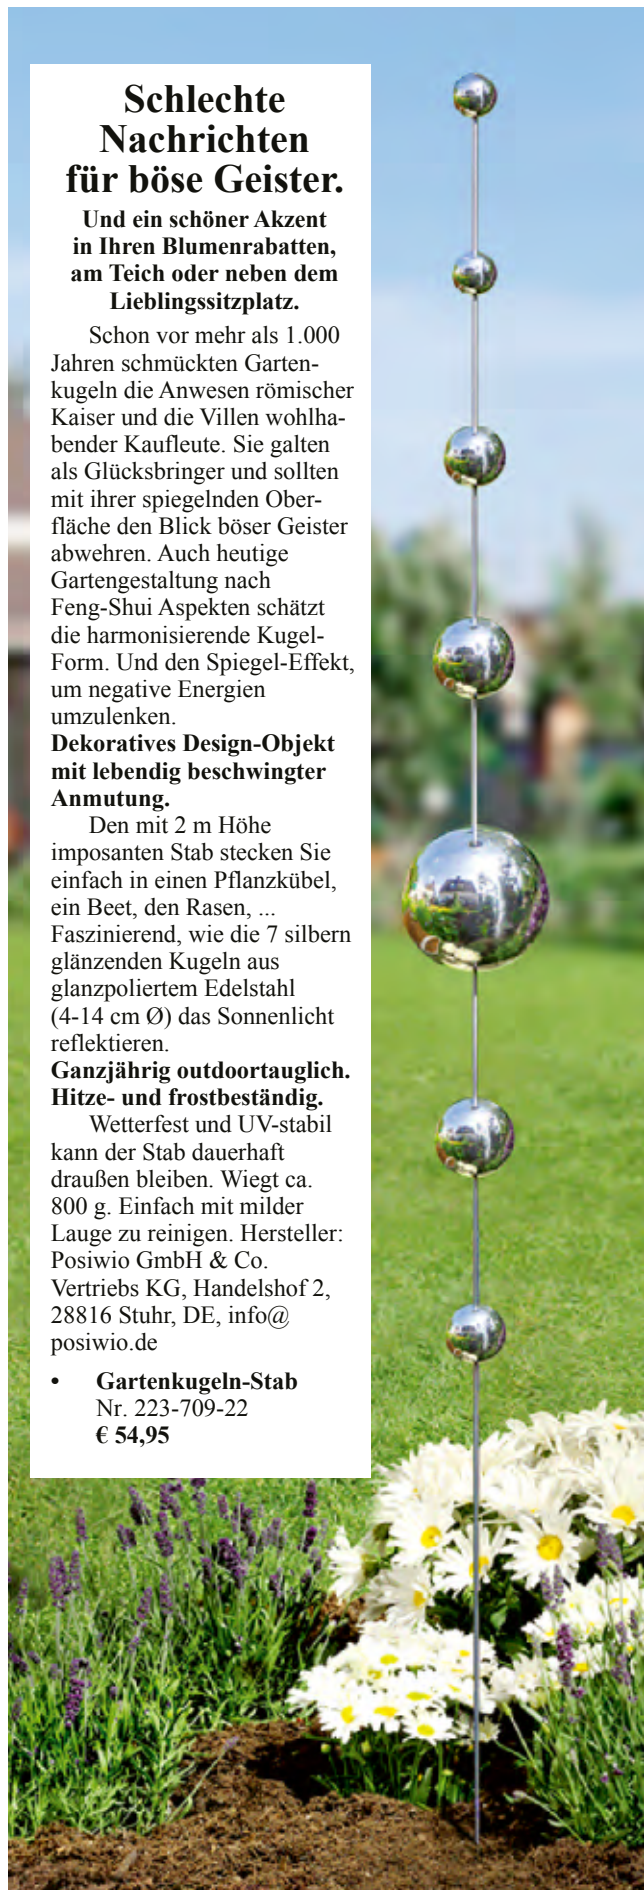 Schlechte
Nachrichten
für böse Geister.
Und ein schöner Akzent
in Ihren Blumenrabatten,
am Teich oder neben dem
Lieblingssitzplatz.
Schon vor mehr als 1.000
Jahren schmückten Garten-
kugeln die Anwesen römischer
Kaiser und die Villen wohlha-
bender Kaufleute. Sie galten
als Glücksbringer und sollten
mit ihrer spiegelnden Ober-
fläche den Blick böser Geister
abwehren. Auch heutige
Gartengestaltung nach
Feng-Shui Aspekten schätzt
die harmonisierende Kugel-
Form. Und den Spiegel-Effekt,
um negative Energien
umzulenken.
Dekoratives Design-Objekt
mit lebendig beschwingter
Anmutung.
Den mit 2 m Höhe
imposanten Stab stecken Sie
einfach in einen Pflanzkübel,
ein Beet, den Rasen, ...
Faszinierend, wie die 7 silbern
glänzenden Kugeln aus
glanzpoliertem Edelstahl
(4-14 cm Ø) das Sonnenlicht
reflektieren.
Ganzjährig outdoortauglich.
Hitze- und frostbeständig.
Wetterfest und UV-stabil
kann der Stab dauerhaft
draußen bleiben. Wiegt ca.
800 g. Einfach mit milder
Lauge zu reinigen. Hersteller:
Posiwio GmbH & Co.
Vertriebs KG, Handelshof 2,
28816 Stuhr, DE, info@
posiwio.de
• Gartenkugeln-Stab
Nr. 223-709-22
€ 54,95